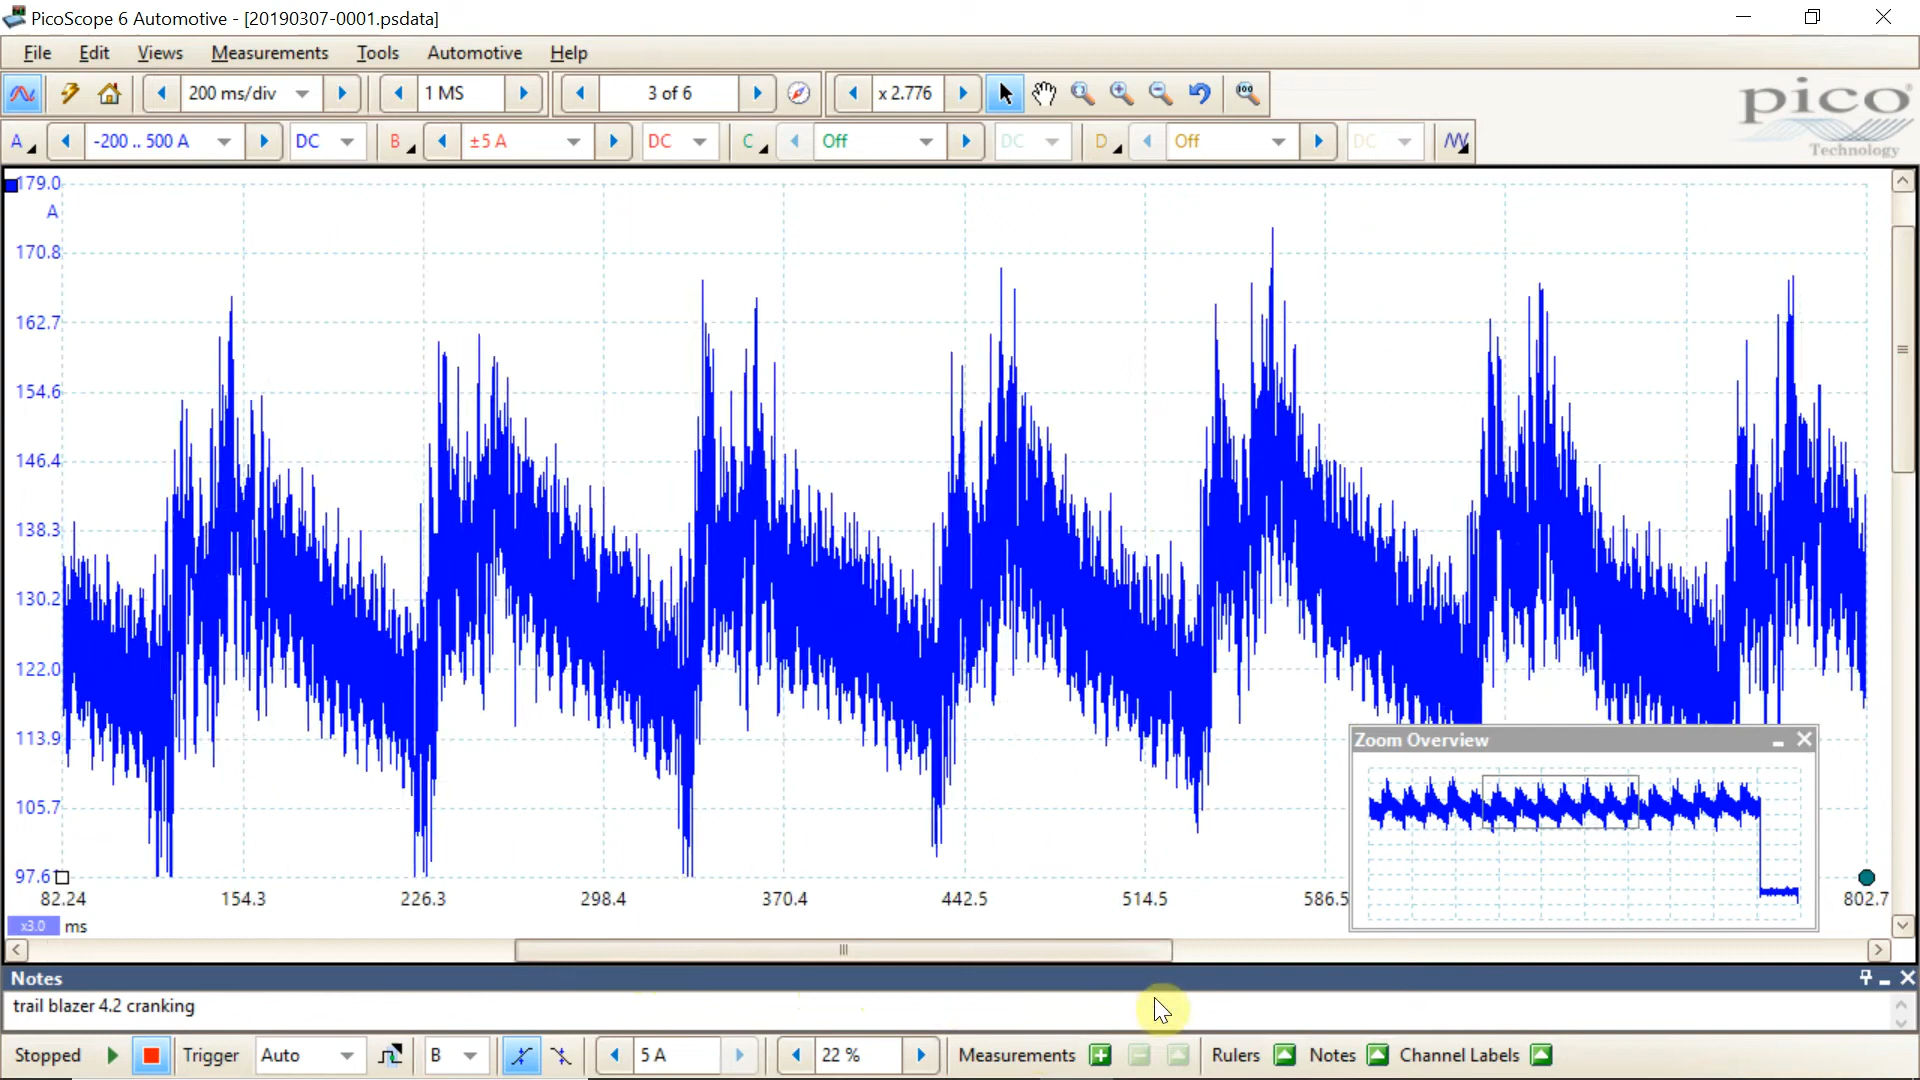 PicoScope 6 Automotive - [20190307-0001.psdata]
File Edit Views Measurements Tools Automotive Help
200 ms/div 1 MS 3 of 6 x 2.776
A -200 .. 500 A DC B ±5 A DC C Off DC D Off DC
pico
Technology
179.0
A
170.8
162.7
154.6
146.4
138.3
130.2
122.0
113.9
105.7
97.6
Zoom Overview
82.24 154.3 226.3 298.4 370.4 442.5 514.5 586.5 802.7
x3.0 ms
Notes
trail blazer 4.2 cranking
Stopped Trigger Auto B 5 A 22 % Measurements Rulers Notes Channel Labels